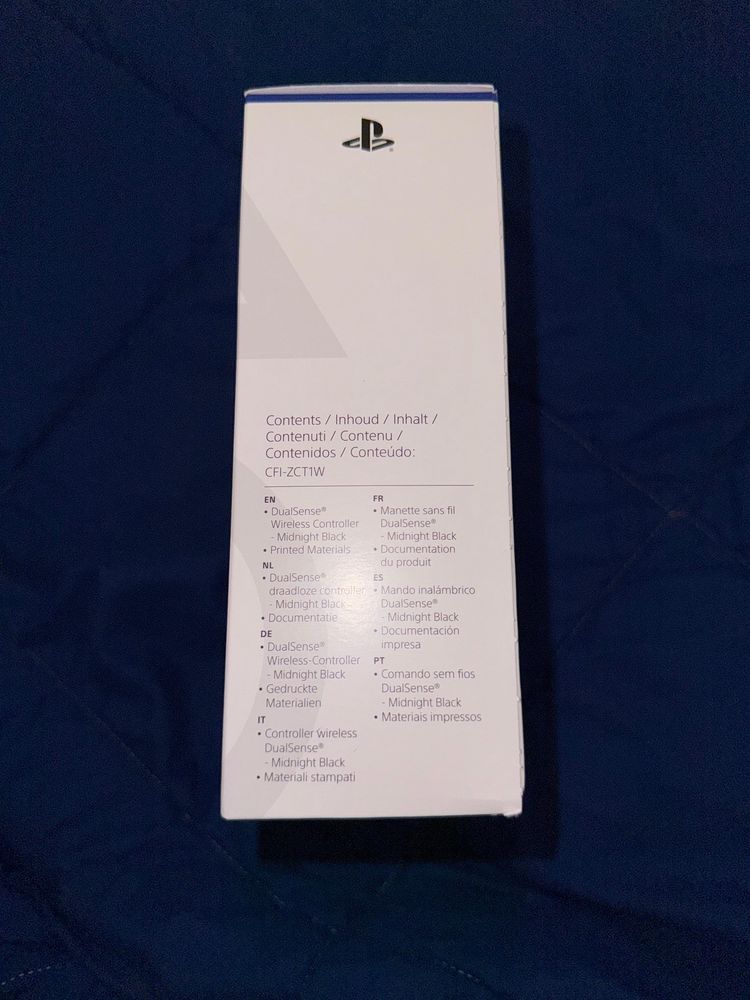 Contents / Inhoud / Inhalt /
Contenuti / Contenu /
Contenidos / Conteúdo:
CFI-ZCT1W
EN
• DualSense®
Wireless Controller
- Midnight Black
• Printed Materials
NL
• DualSense®
draadloze controller
- Midnight Black
• Documentatie
DE
• DualSense®
Wireless-Controller
- Midnight Black
• Gedruckte
Materialien
IT
• Controller wireless
DualSense®
- Midnight Black
• Materiali stampati
FR
• Manette sans fil
DualSense®
- Midnight Black
• Documentation
du produit
ES
• Mando inalámbrico
DualSense®
- Midnight Black
• Documentación
impresa
PT
• Comando sem fios
DualSense®
- Midnight Black
• Materiais impressos